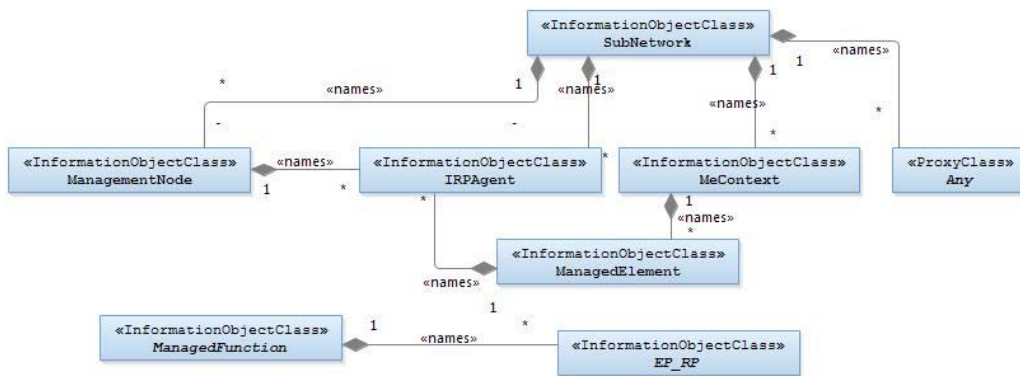 «InformationObjectClass»
SubNetwork
1
1
1
1
«names»
*
«names»
«names»
«names»
*
-
-
*
*
«InformationObjectClass»
ManagementNode
«names»
1
*
«InformationObjectClass»
IRPAgent
*
«InformationObjectClass»
MeContext
1
«names»
*
«ProxyClass»
Any
«InformationObjectClass»
ManagedElement
«names»
1
«InformationObjectClass»
ManagedFunction
1
*
«names»
«InformationObjectClass»
EP_RP